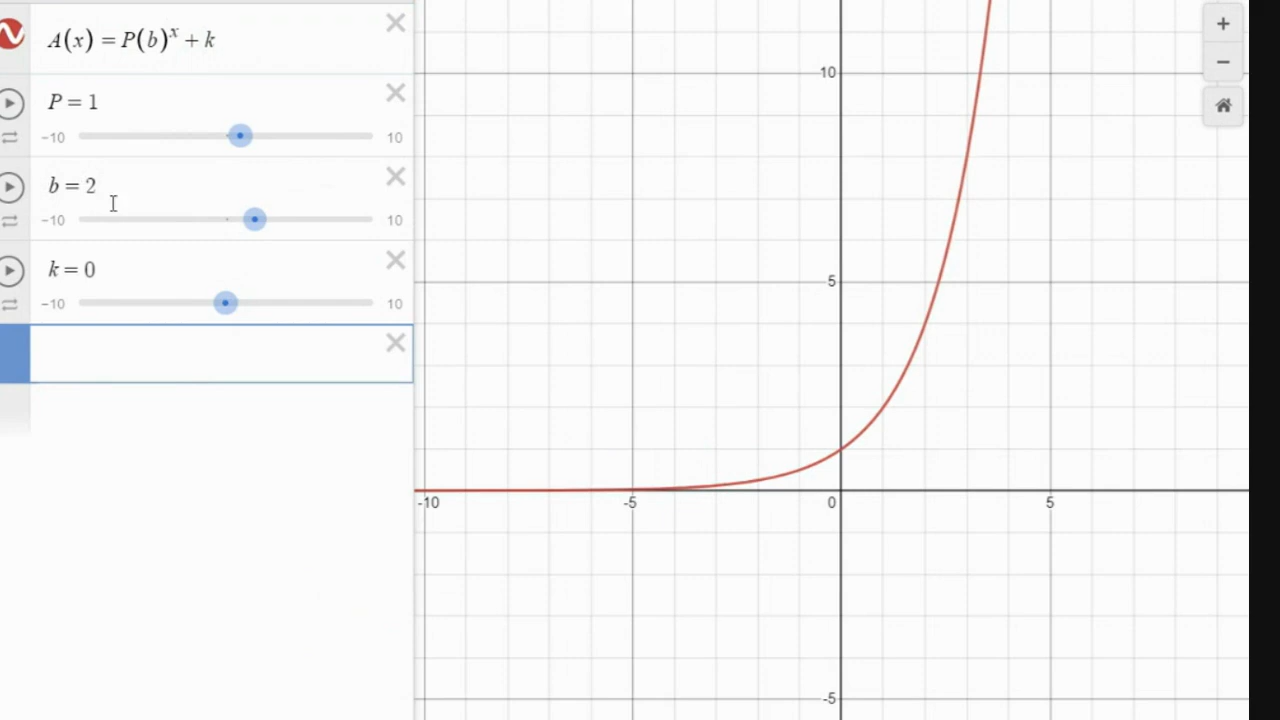 A(x) = P(b)^x + k
P = 1
-10 10
b = 2
-10 10
k = 0
-10 10
10
5
-10 -5 0 5
-5
+
−